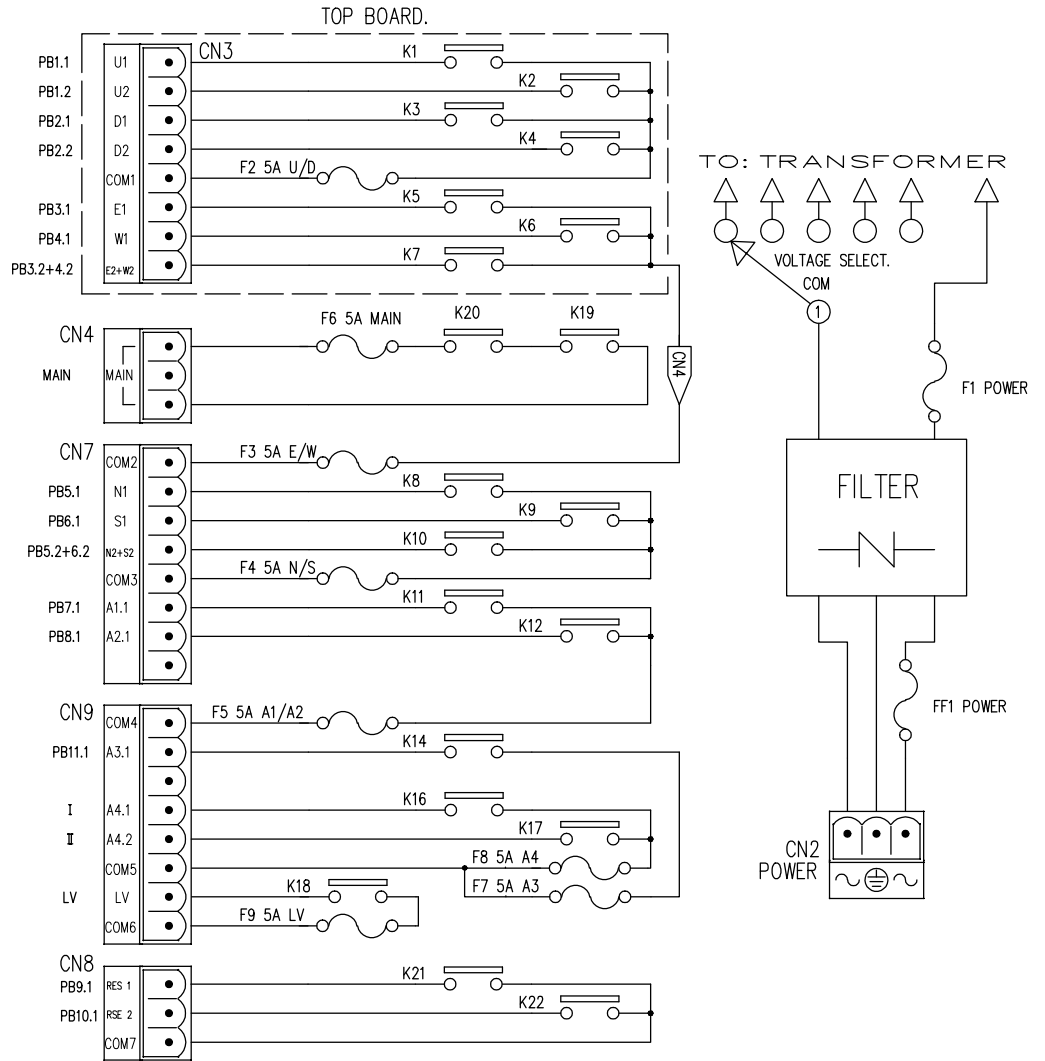 TOP BOARD.
CN3
PB1.1 U1 K1
PB1.2 U2 K2
PB2.1 D1 K3
PB2.2 D2 K4
COM1 F2 5A U/D
PB3.1 E1 K5
PB4.1 W1 K6
PB3.2+4.2 E2+W2 K7
CN4
F6 5A MAIN K20 K19
MAIN MAIN
CN4
CN7
COM2 F3 5A E/W
PB5.1 N1 K8
PB6.1 S1 K9
PB5.2+6.2 N2+S2 K10
COM3 F4 5A N/S
PB7.1 A1.1 K11
PB8.1 A2.1 K12
CN9
COM4 F5 5A A1/A2
PB11.1 A3.1 K14
I A4.1 K16
II A4.2 K17
COM5 F8 5A A4
LV LV K18 F7 5A A3
COM6 F9 5A LV
CN8
PB9.1 RES 1 K21
PB10.1 RSE 2 K22
COM7
TO: TRANSFORMER
VOLTAGE SELECT.
COM
1
F1 POWER
FILTER
N
FF1 POWER
CN2
POWER